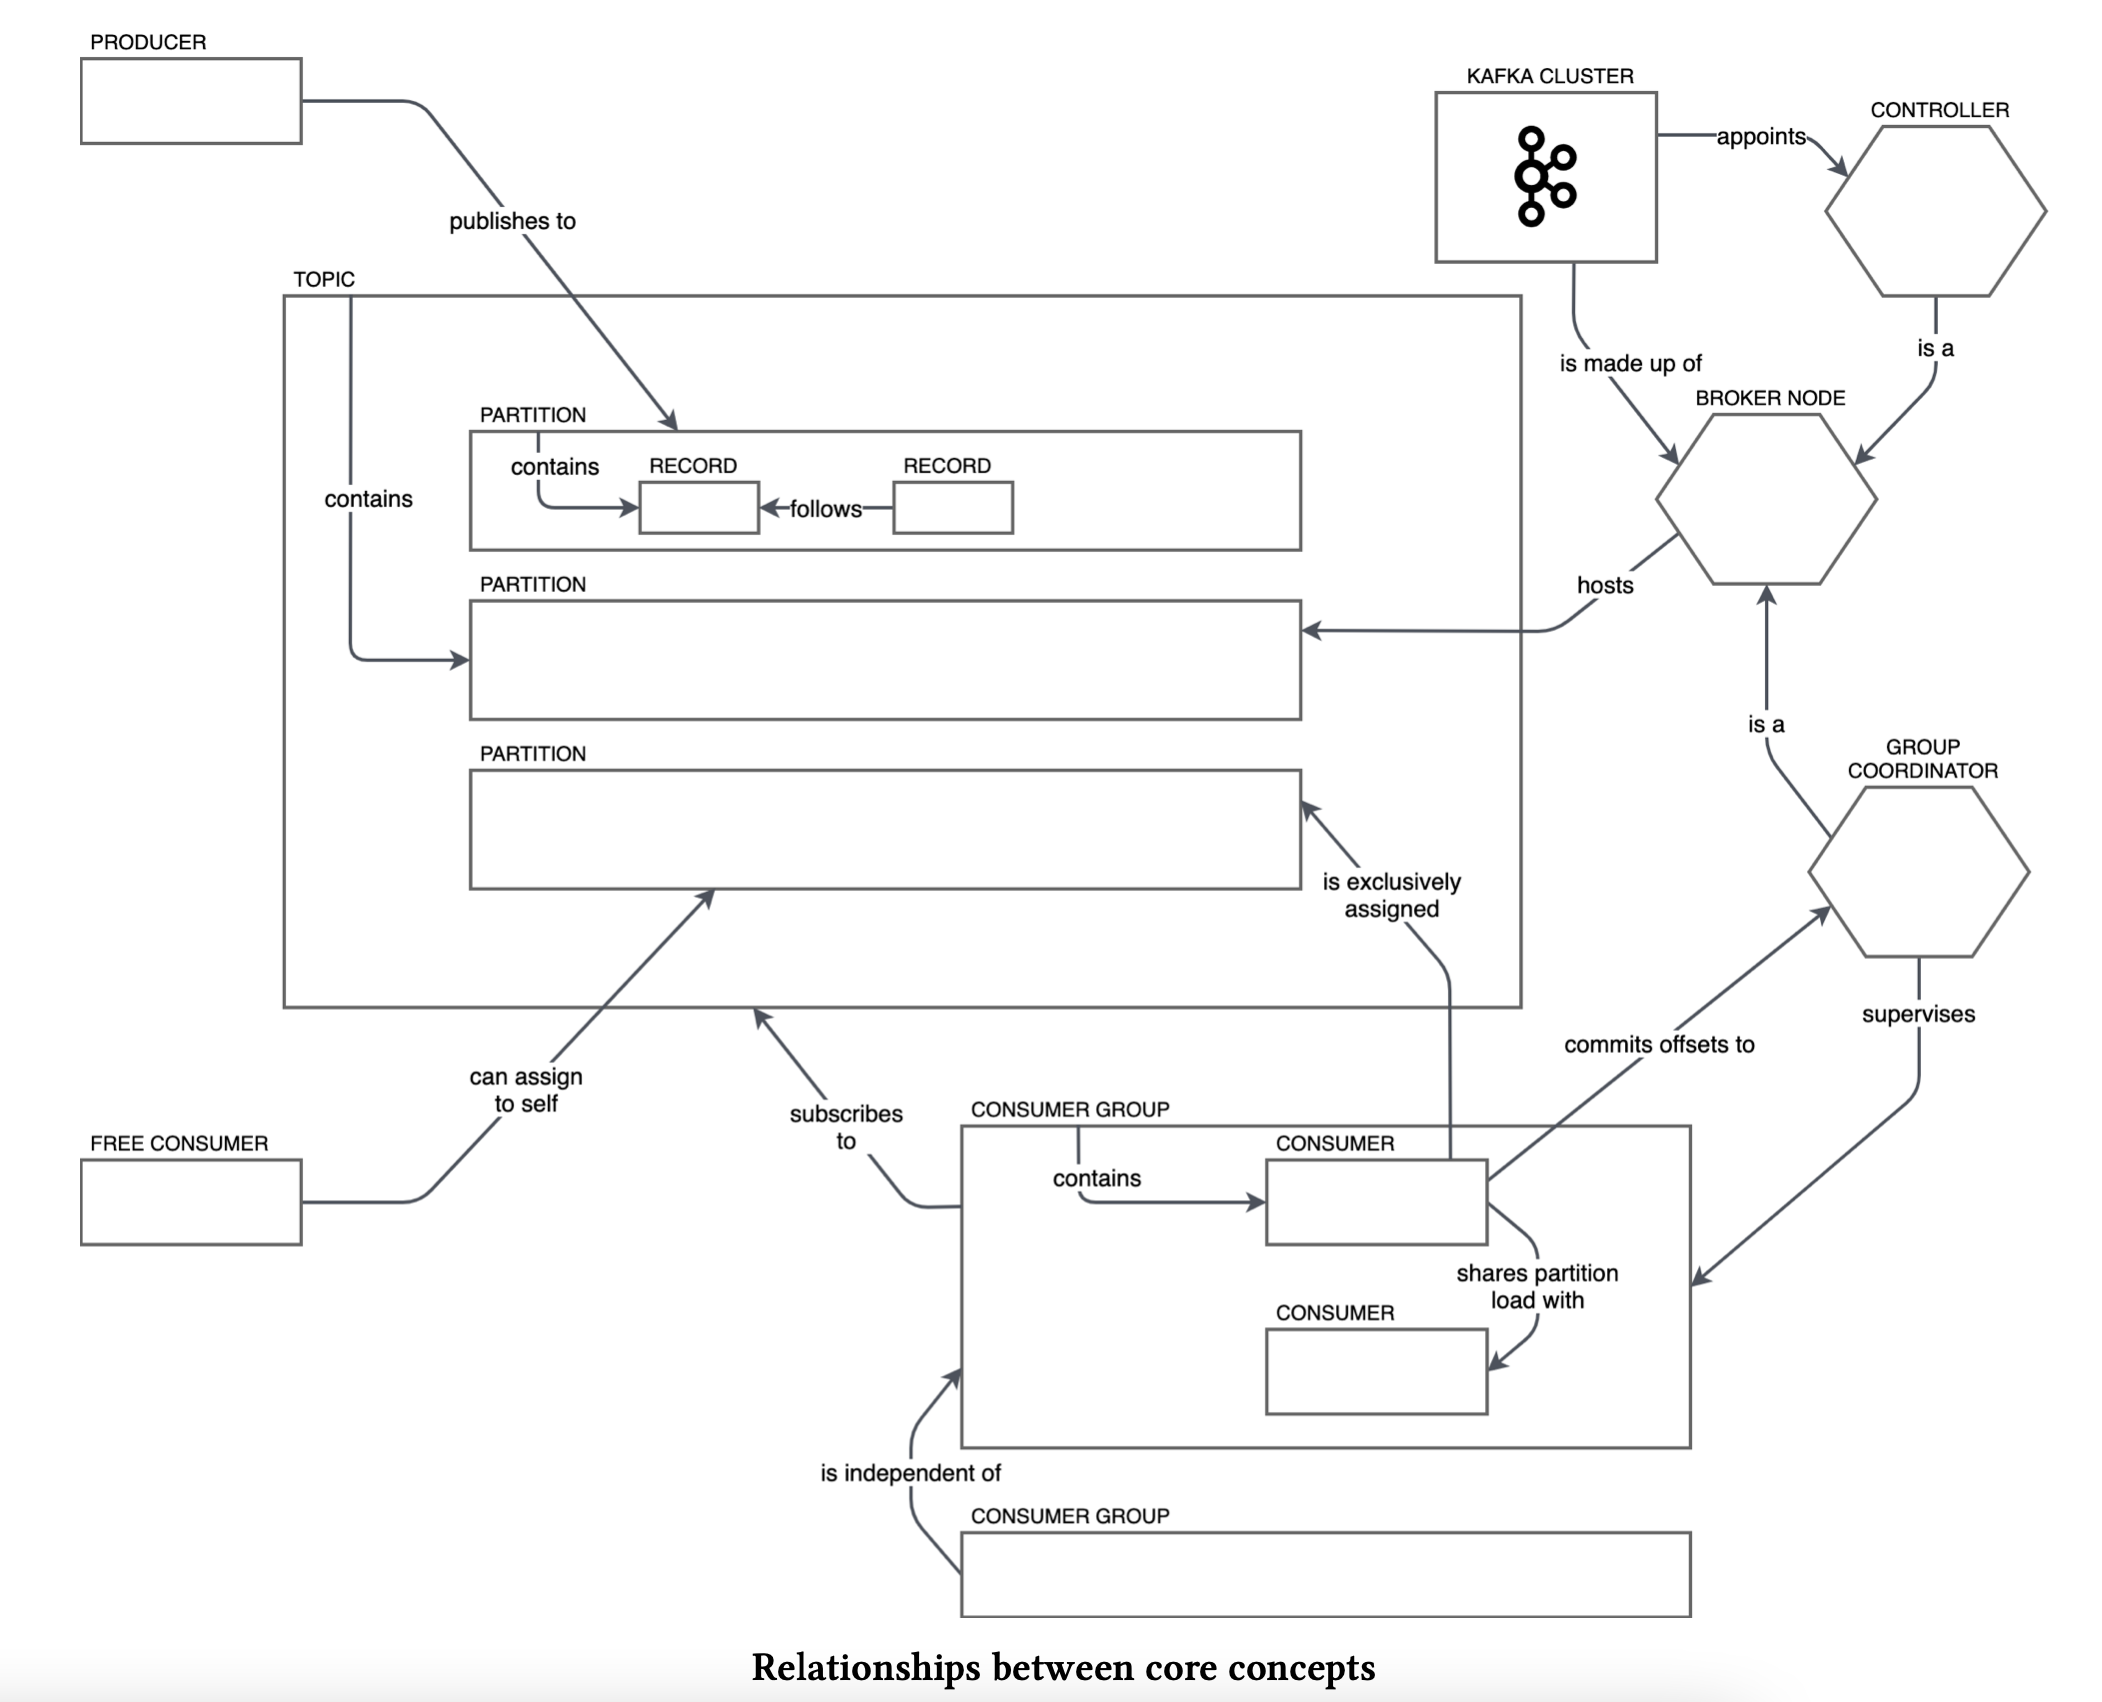 PRODUCER
KAFKA CLUSTER
CONTROLLER
appoints
publishes to
TOPIC
is made up of
is a
BROKER NODE
PARTITION
contains
RECORD
RECORD
follows
contains
PARTITION
hosts
is a
PARTITION
GROUP
COORDINATOR
is exclusively
assigned
supervises
commits offsets to
can assign
to self
subscribes
to
CONSUMER GROUP
FREE CONSUMER
CONSUMER
contains
shares partition
load with
CONSUMER
is independent of
CONSUMER GROUP
Relationships between core concepts